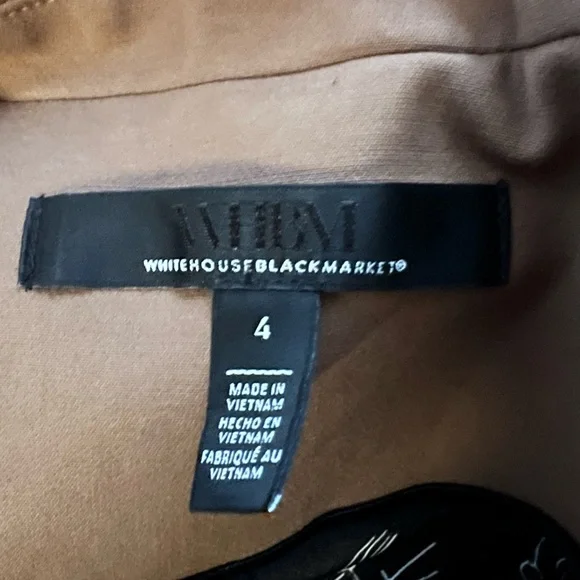 WHBM
WHITEHOUSEBLACKMARKET®
4
MADE IN
VIETNAM
HECHO EN
VIETNAM
FABRIQUÉ AU
VIETNAM